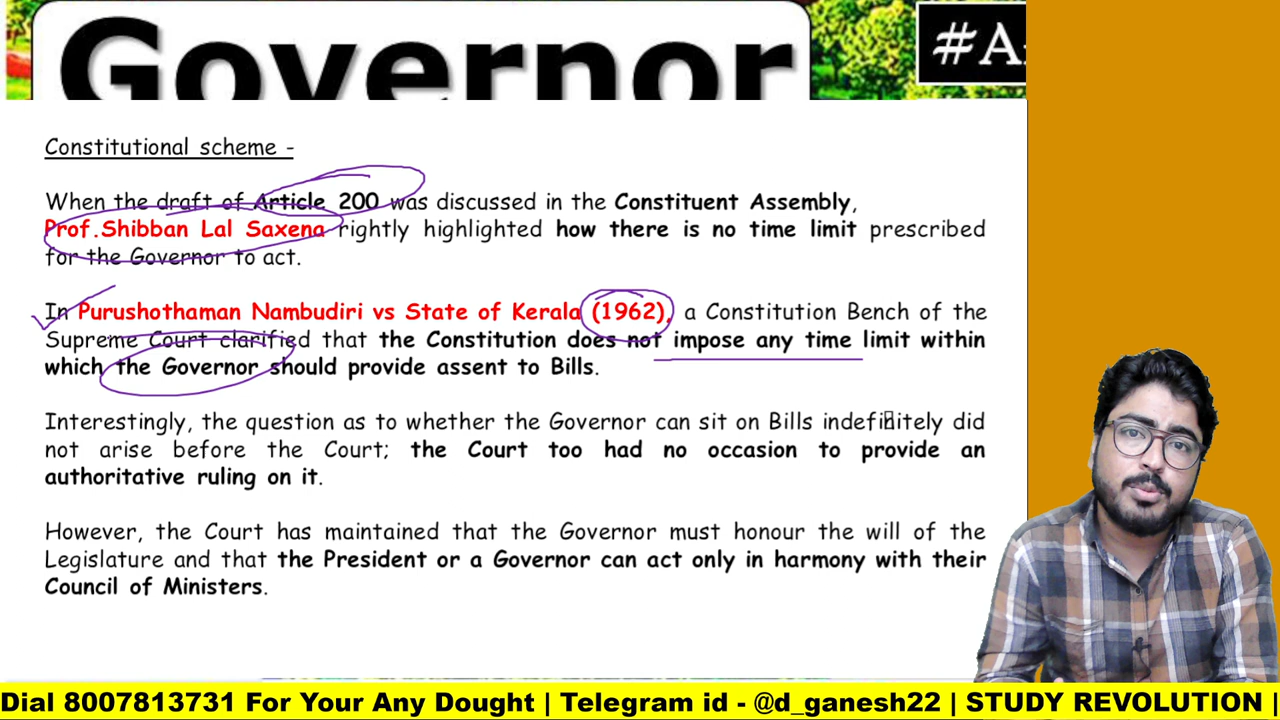 Governor
#A
Constitutional scheme -
When the draft of Article 200 was discussed in the Constituent Assembly,
Prof.Shibban Lal Saxena rightly highlighted how there is no time limit prescribed
for the Governor to act.
In Purushothaman Nambudiri vs State of Kerala (1962), a Constitution Bench of the
Supreme Court clarified that the Constitution does not impose any time limit within
which the Governor should provide assent to Bills.
Interestingly, the question as to whether the Governor can sit on Bills indefinitely did
not arise before the Court; the Court too had no occasion to provide an
authoritative ruling on it.
However, the Court has maintained that the Governor must honour the will of the
Legislature and that the President or a Governor can act only in harmony with their
Council of Ministers.
Dial 8007813731 For Your Any Dought | Telegram id - @d_ganesh22 | STUDY REVOLUTION |